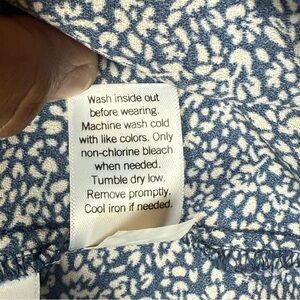 Wash inside out
before wearing.
Machine wash cold
with like colors. Only
non-chlorine bleach
when needed.
Tumble dry low.
Remove promptly.
Cool iron if needed.